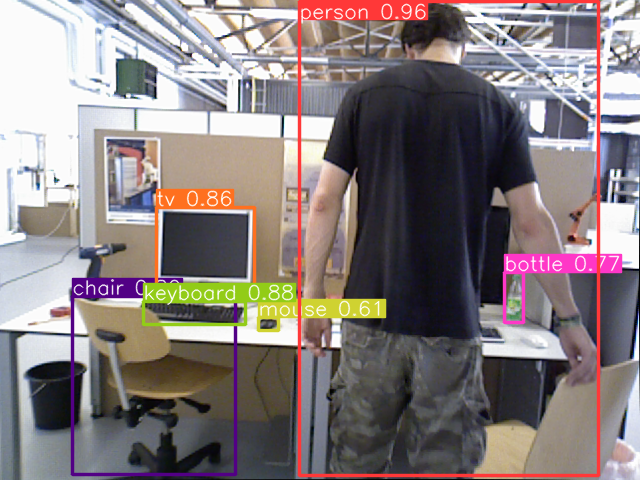 person 0.96
tv 0.86
bottle 0.77
chair
keyboard 0.88
mouse 0.61